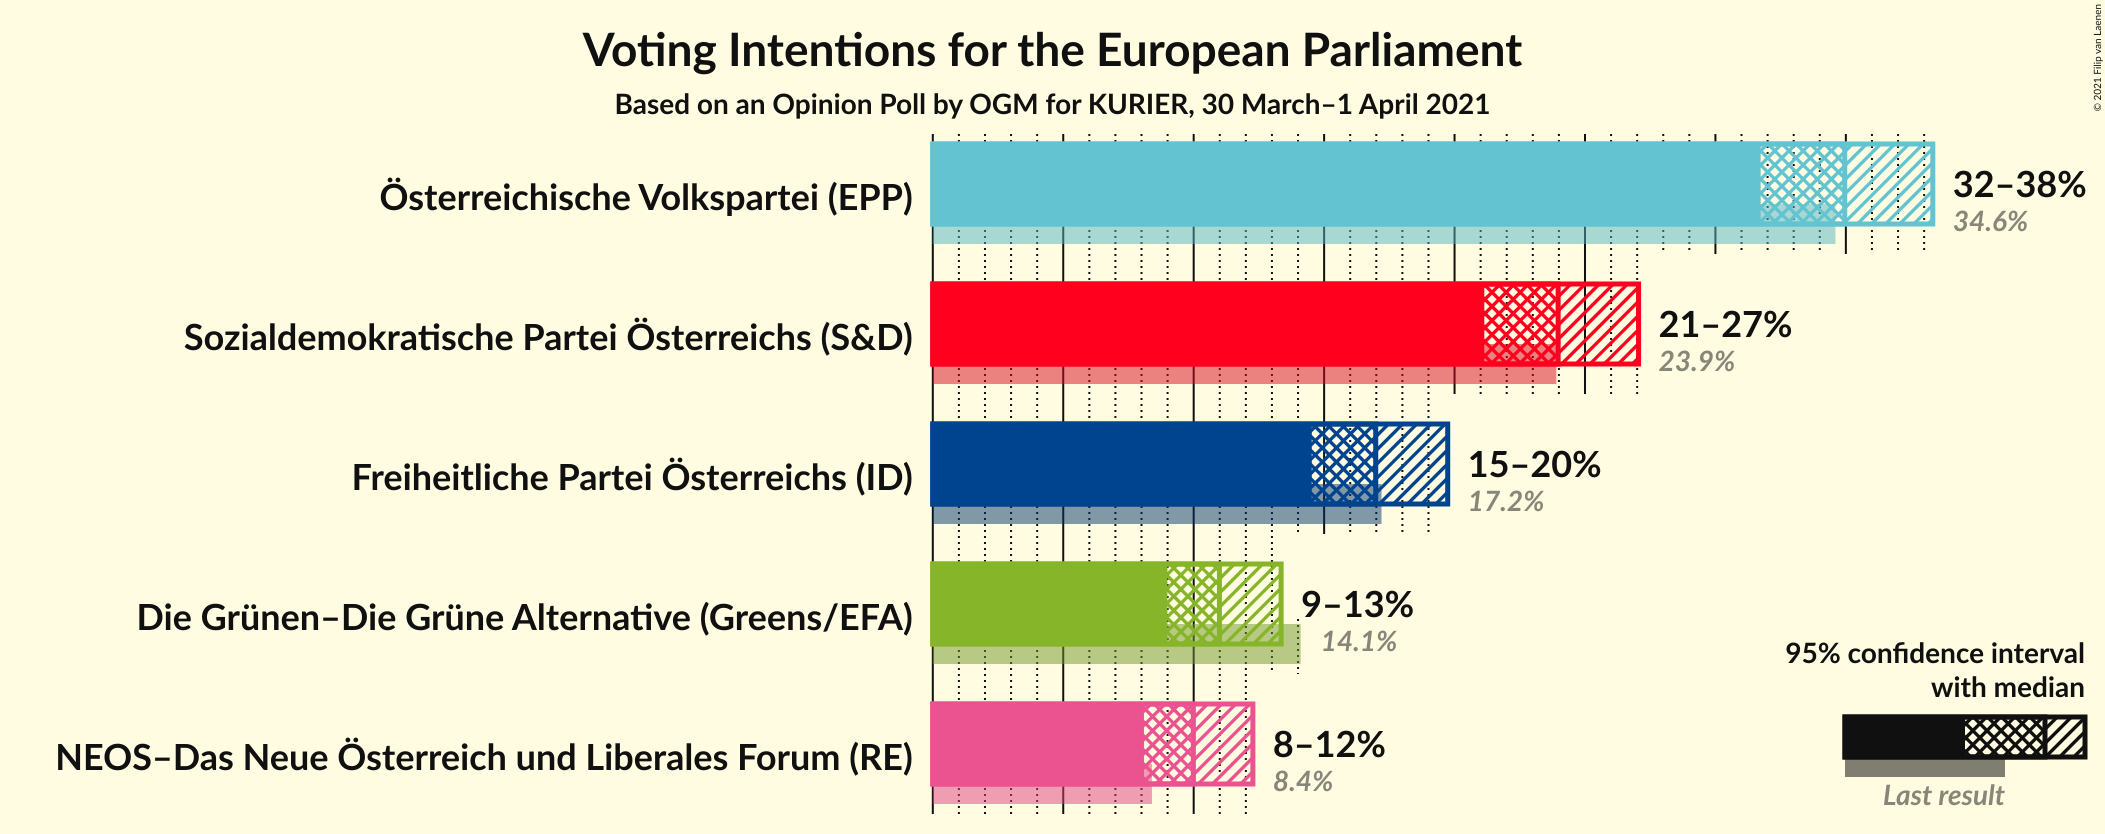 Voting Intentions for the European Parliament
Based on an Opinion Poll by OGM for KURIER, 30 March–1 April 2021
© 2021 Filip van Laenen
Österreichische Volkspartei (EPP)
32–38%
34.6%
Sozialdemokratische Partei Österreichs (S&D)
21–27%
23.9%
Freiheitliche Partei Österreichs (ID)
15–20%
17.2%
Die Grünen–Die Grüne Alternative (Greens/EFA)
9–13%
14.1%
NEOS–Das Neue Österreich und Liberales Forum (RE)
8–12%
8.4%
95% confidence interval
with median
Last result